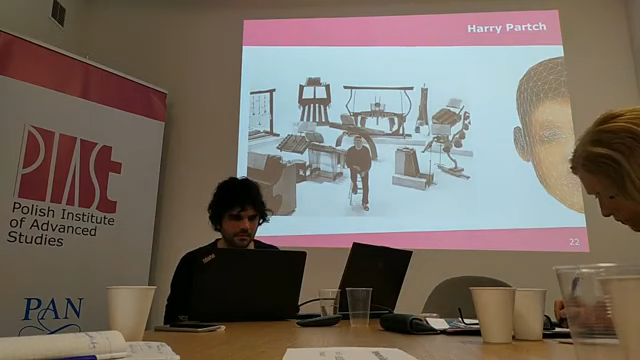 Harry Partch
PIASt
Polish Institute
of Advanced
Studies
PAN
22